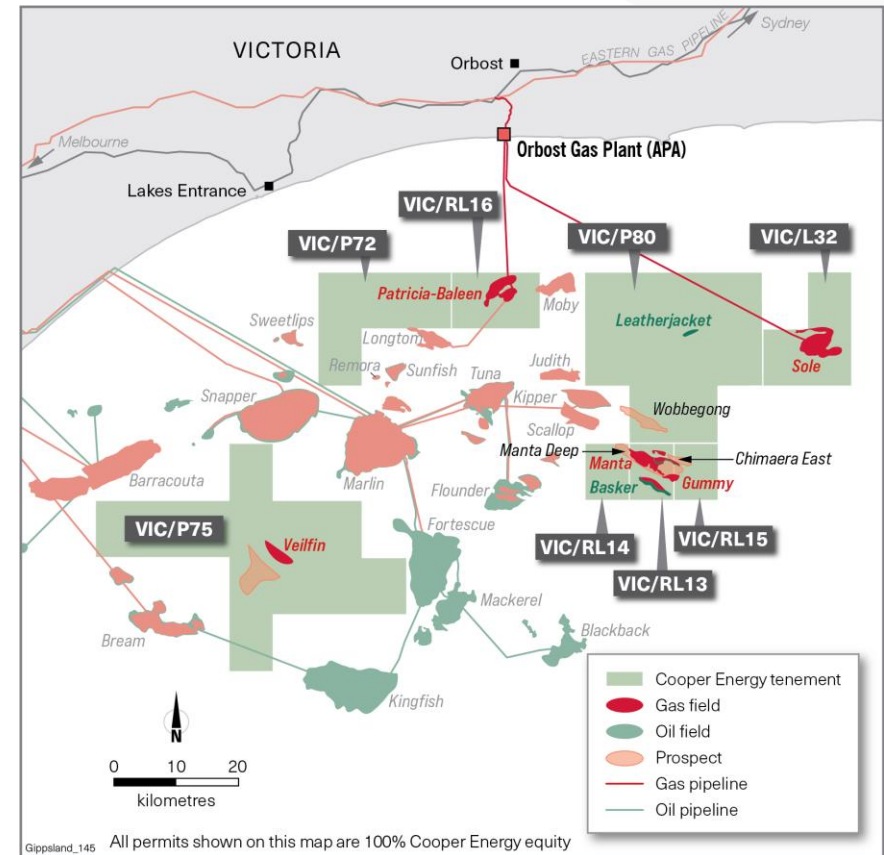 Sydney
VICTORIA
EASTERN GAS PIPELINE
Orbost
Orbost Gas Plant (APA)
Melbourne
Lakes Entrance
VIC/RL16
VIC/P72
VIC/P80
VIC/L32
Patricia-Baleen
Moby
Leatherjacket
Sweetlips
Longtom
Sole
Remora
Sunfish
Judith
Tuna
Snapper
Kipper
Wobbegong
Scallop
Manta Deep
Manta
Chimaera East
Barracouta
Marlin
Gummy
Flounder
Basker
Fortescue
VIC/P75
Veilfin
VIC/RL14
VIC/RL15
VIC/RL13
Mackerel
Bream
Blackback
Kingfish
Cooper Energy tenement
Gas field
Oil field
Prospect
Gas pipeline
Oil pipeline
N
0 10 20
kilometres
Gippsland_145
All permits shown on this map are 100% Cooper Energy equity